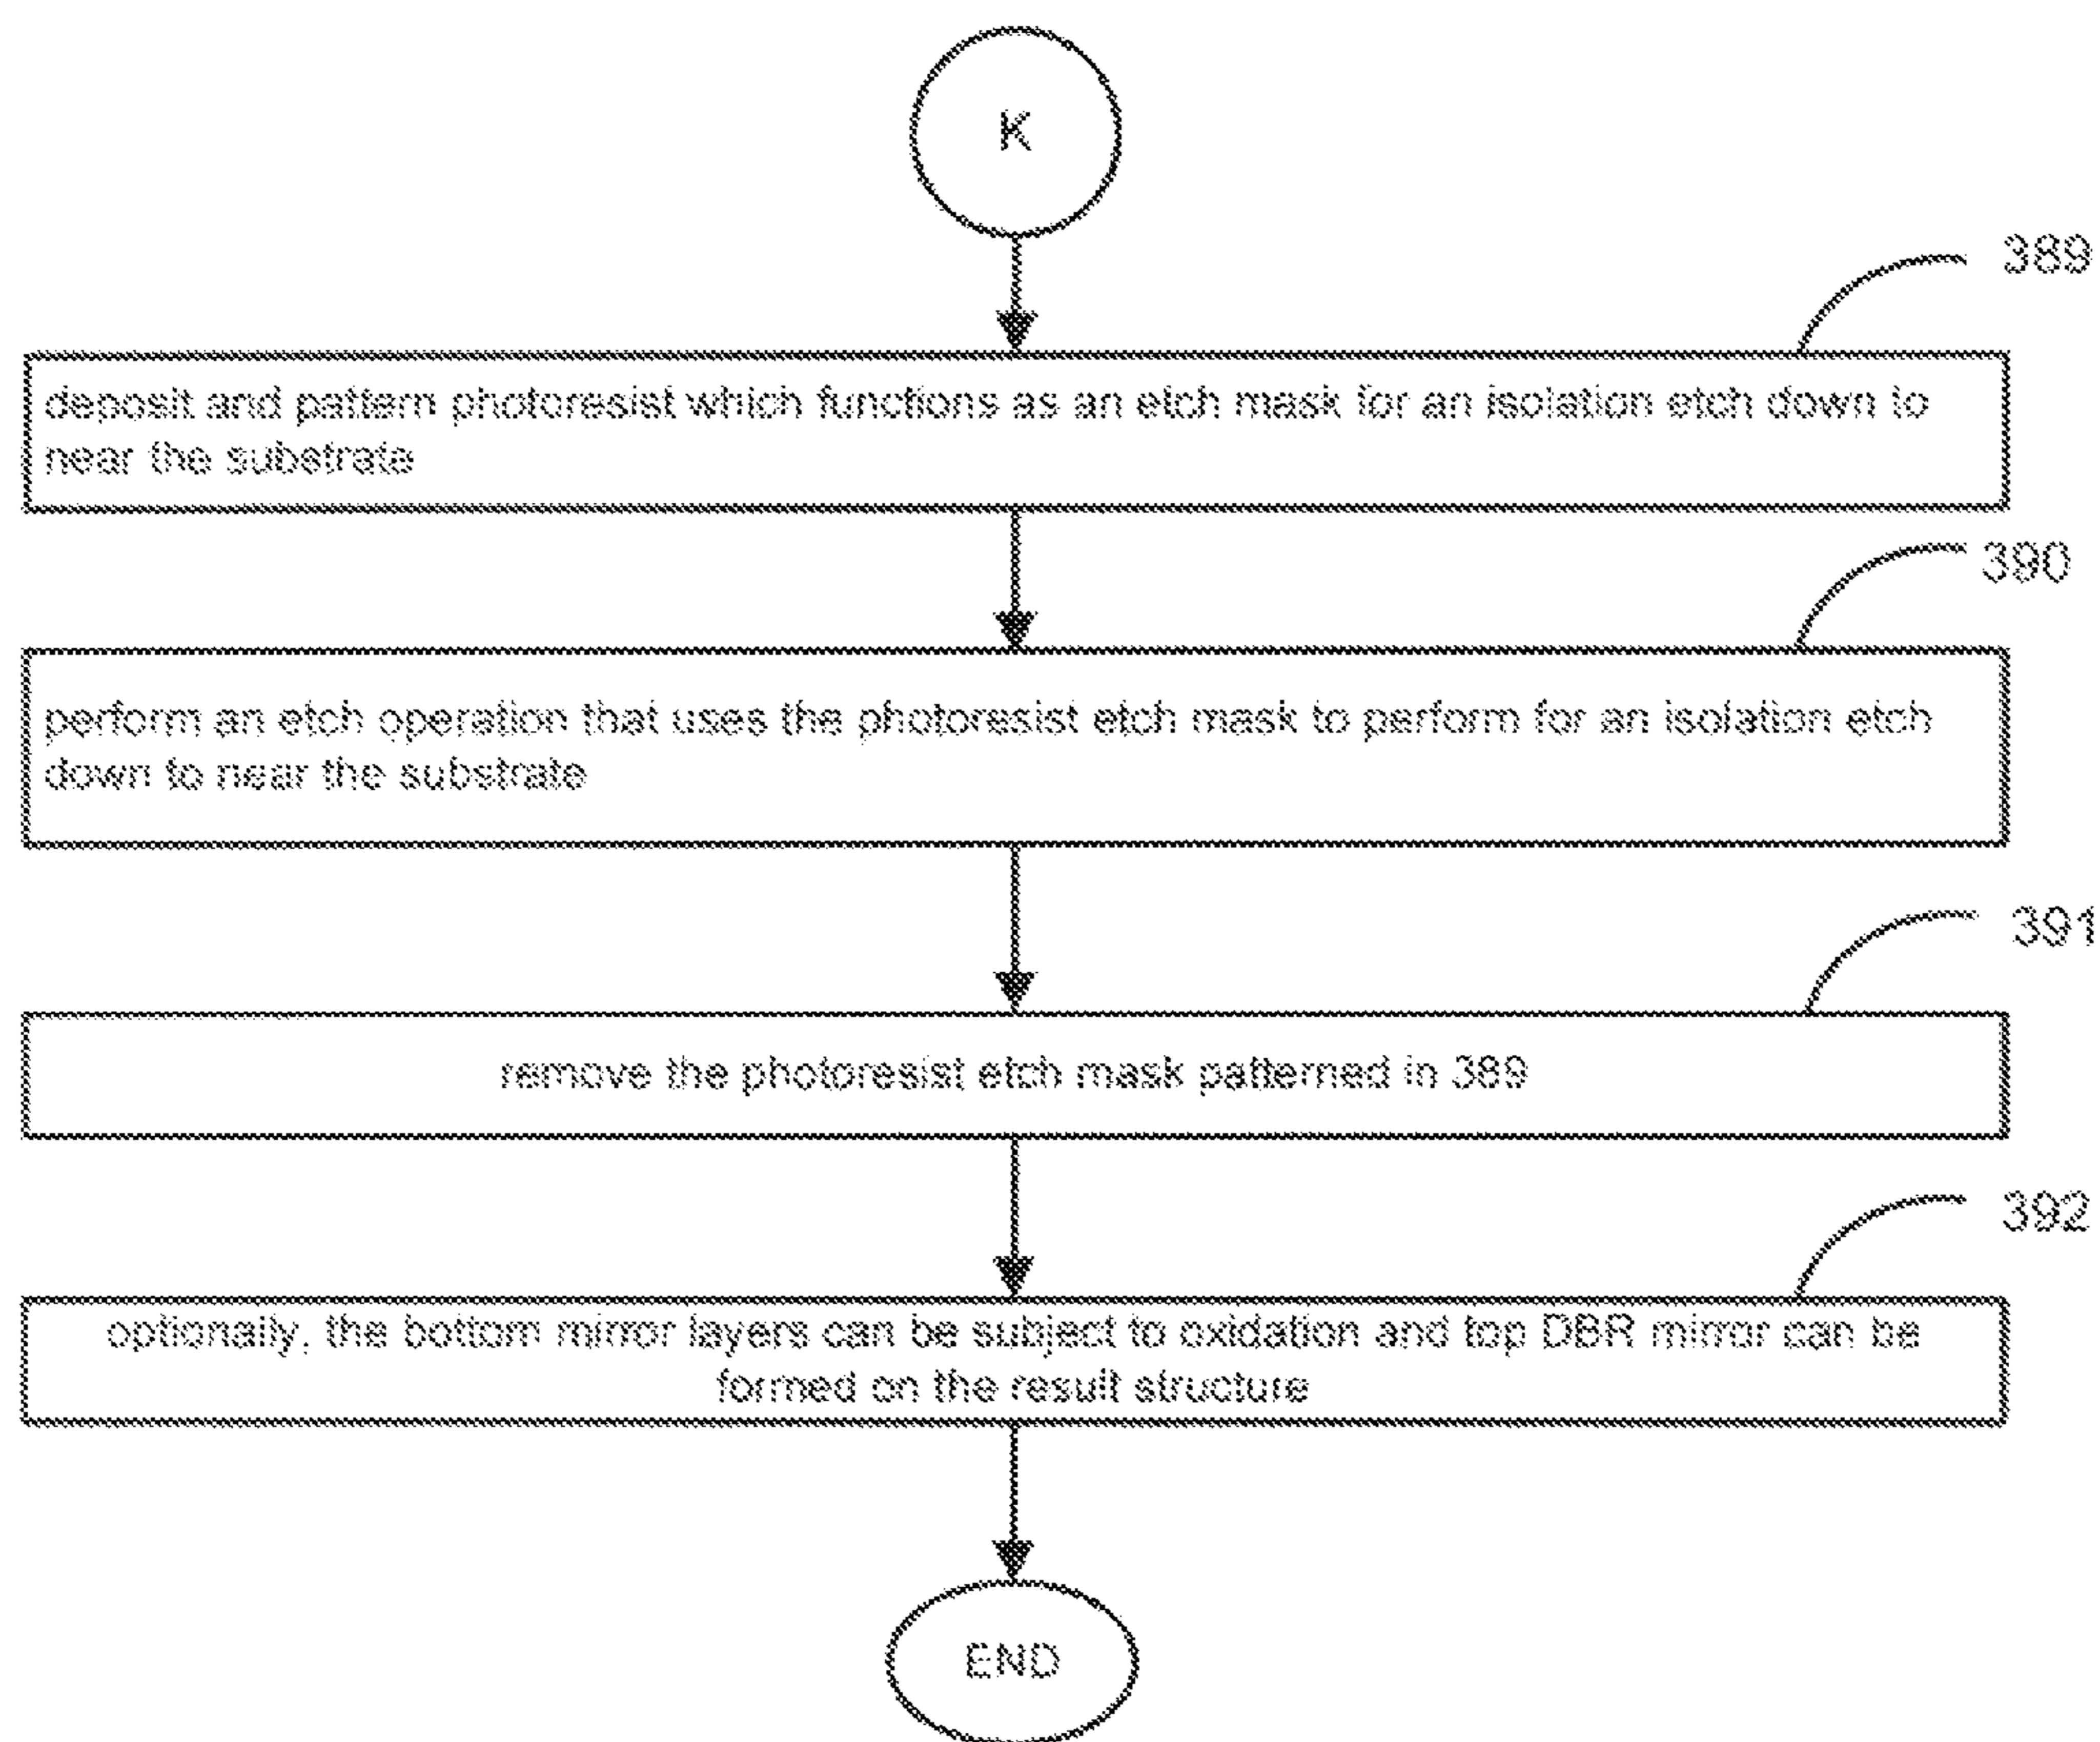 K
389
deposit and pattern photoresist which functions as an etch mask for an isolation etch down to
near the substrate
390
perform an etch operation that uses the photoresist etch mask to perform for an isolation etch
down to near the substrate
391
remove the photoresist etch mask patterned in 389
392
optionally, the bottom mirror layers can be subject to oxidation and top DBR mirror can be
formed on the result structure
END